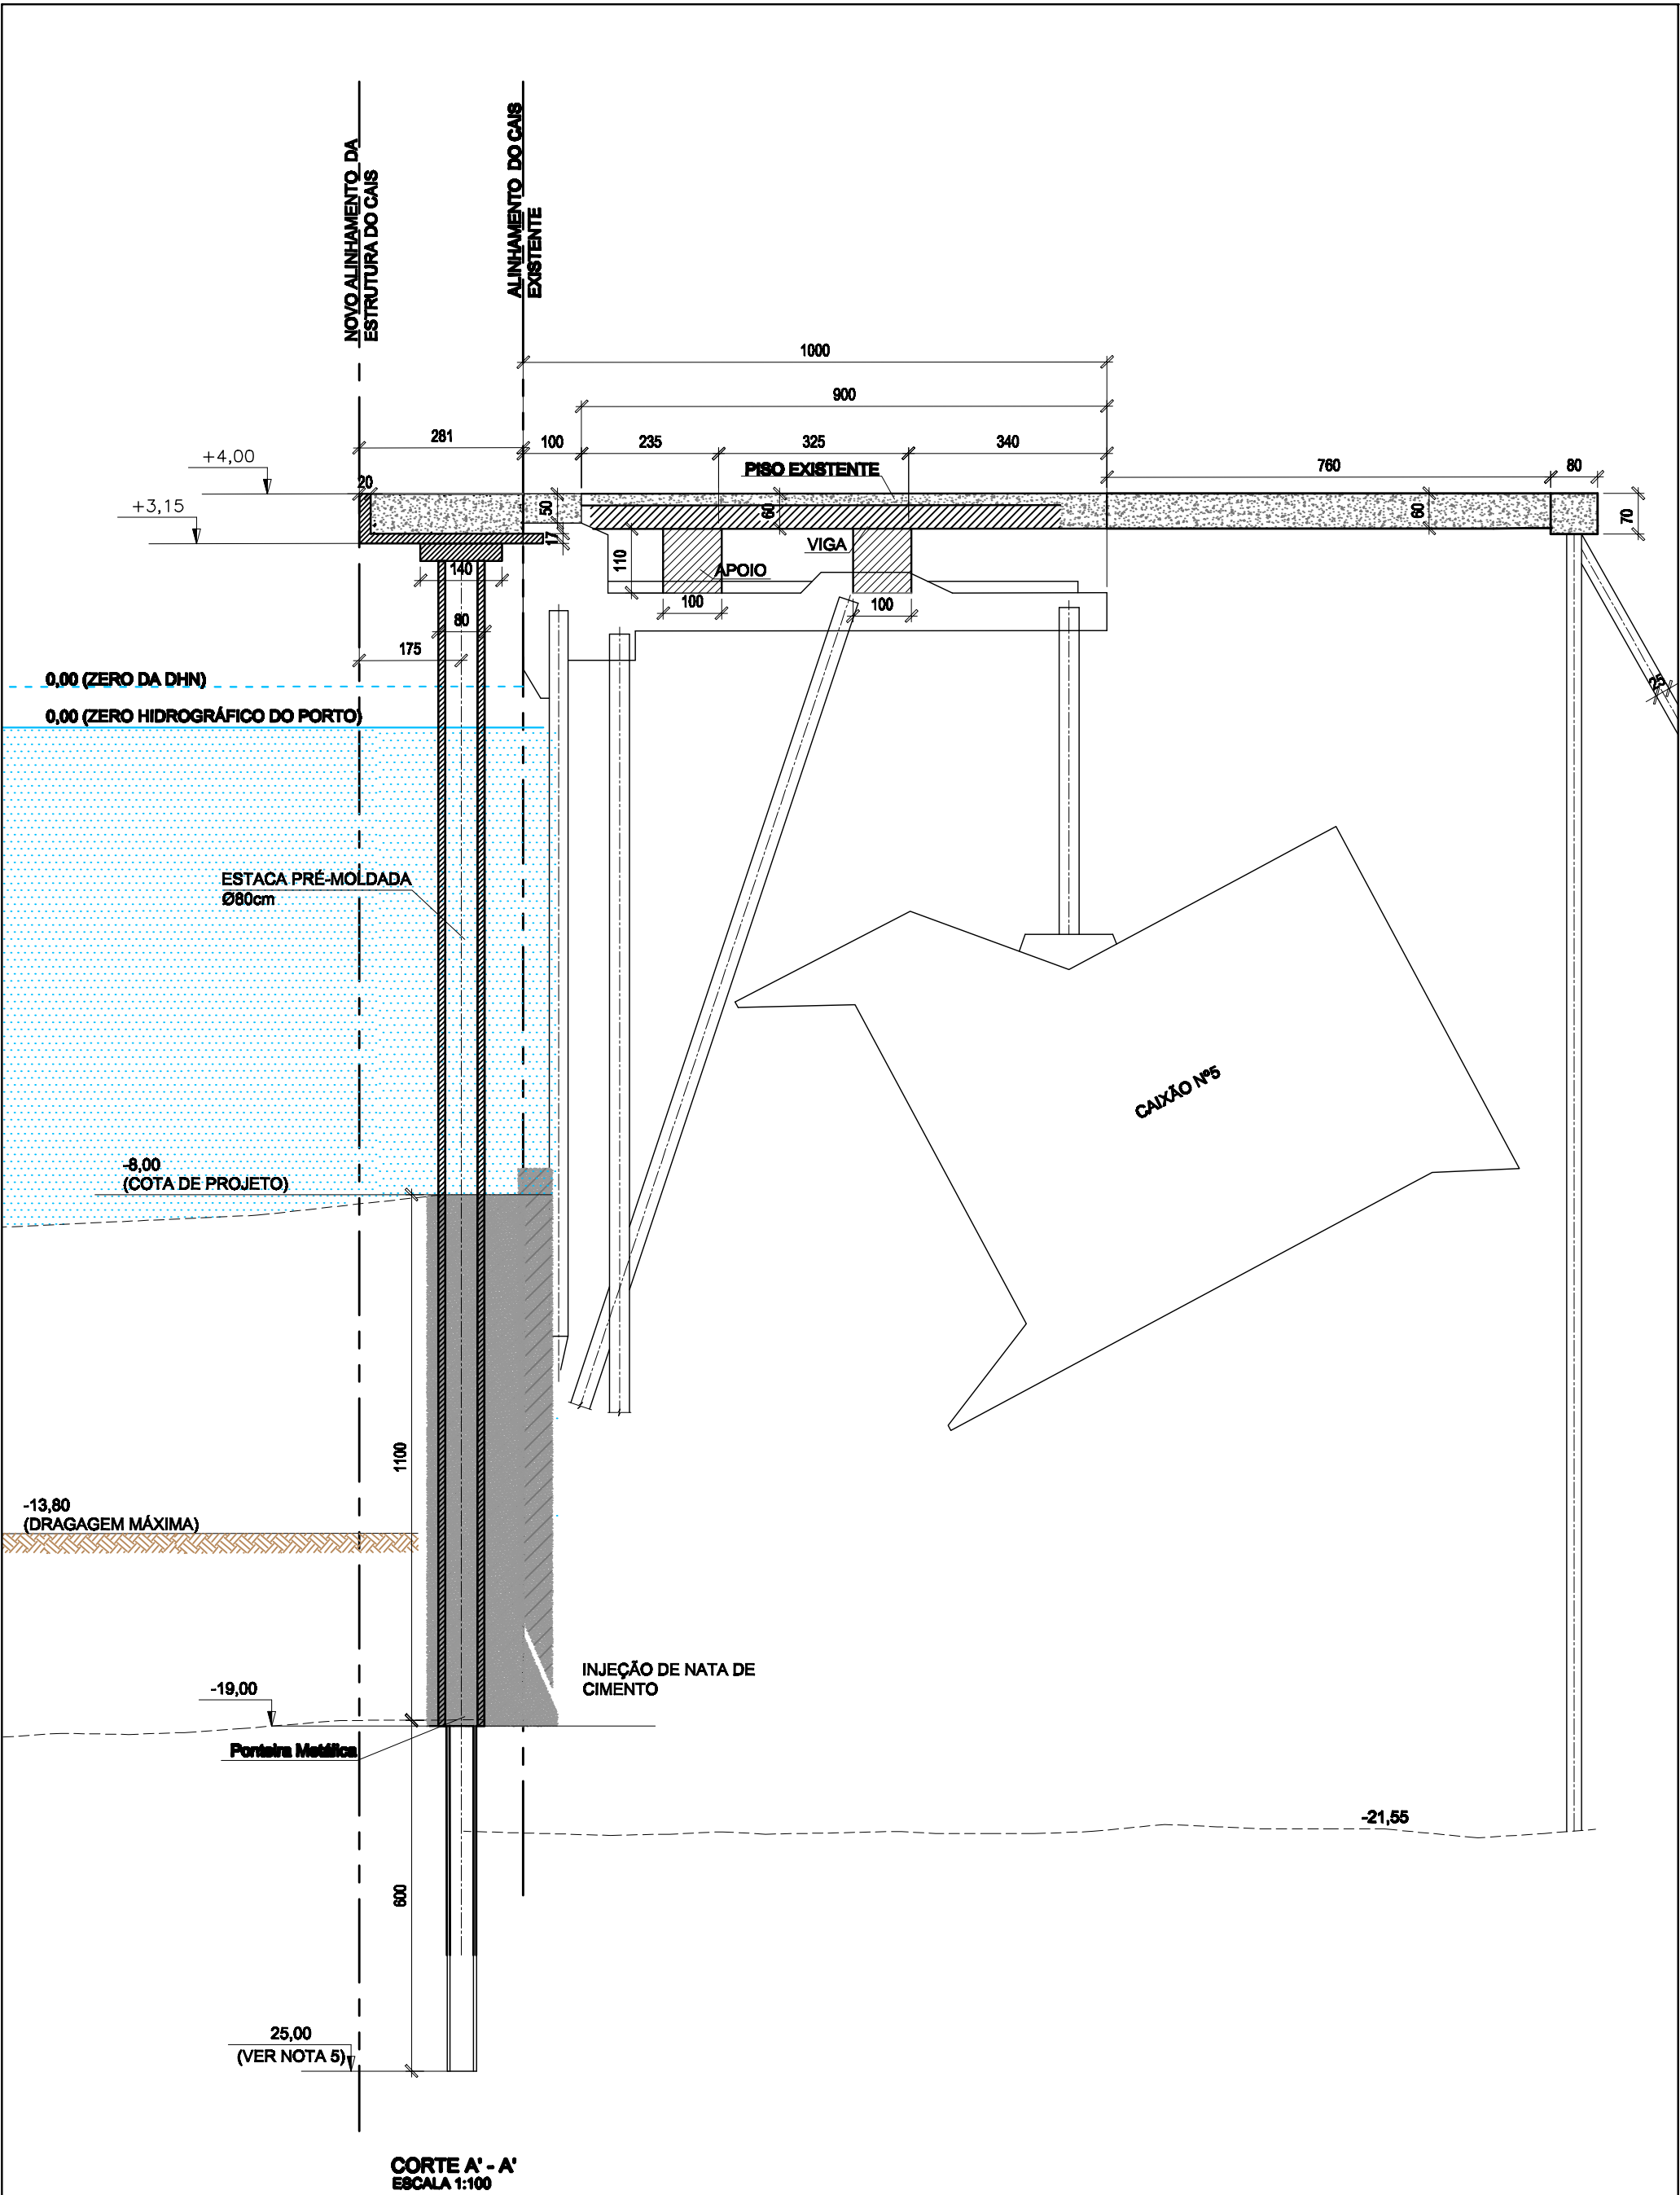 NOVO ALINHAMENTO DA
ESTRUTURA DO CAIS
ALINHAMENTO DO CAIS
EXISTENTE
1000
900
281
100
235
325
340
760
80
+4,00
PISO EXISTENTE
20
50
60
60
70
+3,15
17
VIGA
110
APOIO
140
100
100
80
175
25
0,00 (ZERO DA DHN)
0,00 (ZERO HIDROGRÁFICO DO PORTO)
ESTACA PRÉ-MOLDADA
Ø80cm
CAIXÃO Nº5
-8,00
(COTA DE PROJETO)
1100
-13,80
(DRAGAGEM MÁXIMA)
INJEÇÃO DE NATA DE
CIMENTO
-19,00
Ponteira Metálica
-21,55
600
25,00
(VER NOTA 5)
CORTE A' - A'
ESCALA 1:100